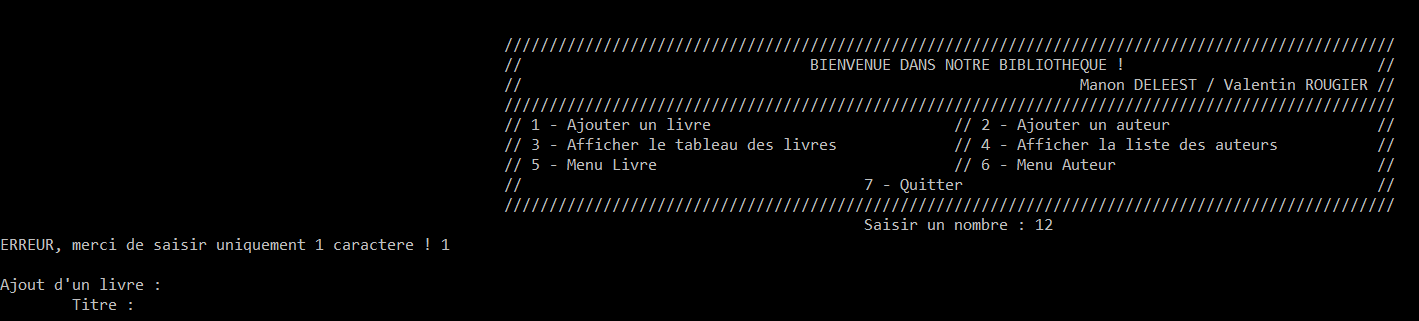 ///////////////////////////////////////////////////////////////////////////////////////////////////
// BIENVENUE DANS NOTRE BIBLIOTHEQUE ! //
// Manon DELEEST / Valentin ROUGIER //
///////////////////////////////////////////////////////////////////////////////////////////////////
// 1 - Ajouter un livre // 2 - Ajouter un auteur //
// 3 - Afficher le tableau des livres // 4 - Afficher la liste des auteurs //
// 5 - Menu Livre // 6 - Menu Auteur //
// 7 - Quitter //
///////////////////////////////////////////////////////////////////////////////////////////////////
Saisir un nombre : 12
ERREUR, merci de saisir uniquement 1 caractere ! 1
Ajout d'un livre :
Titre :